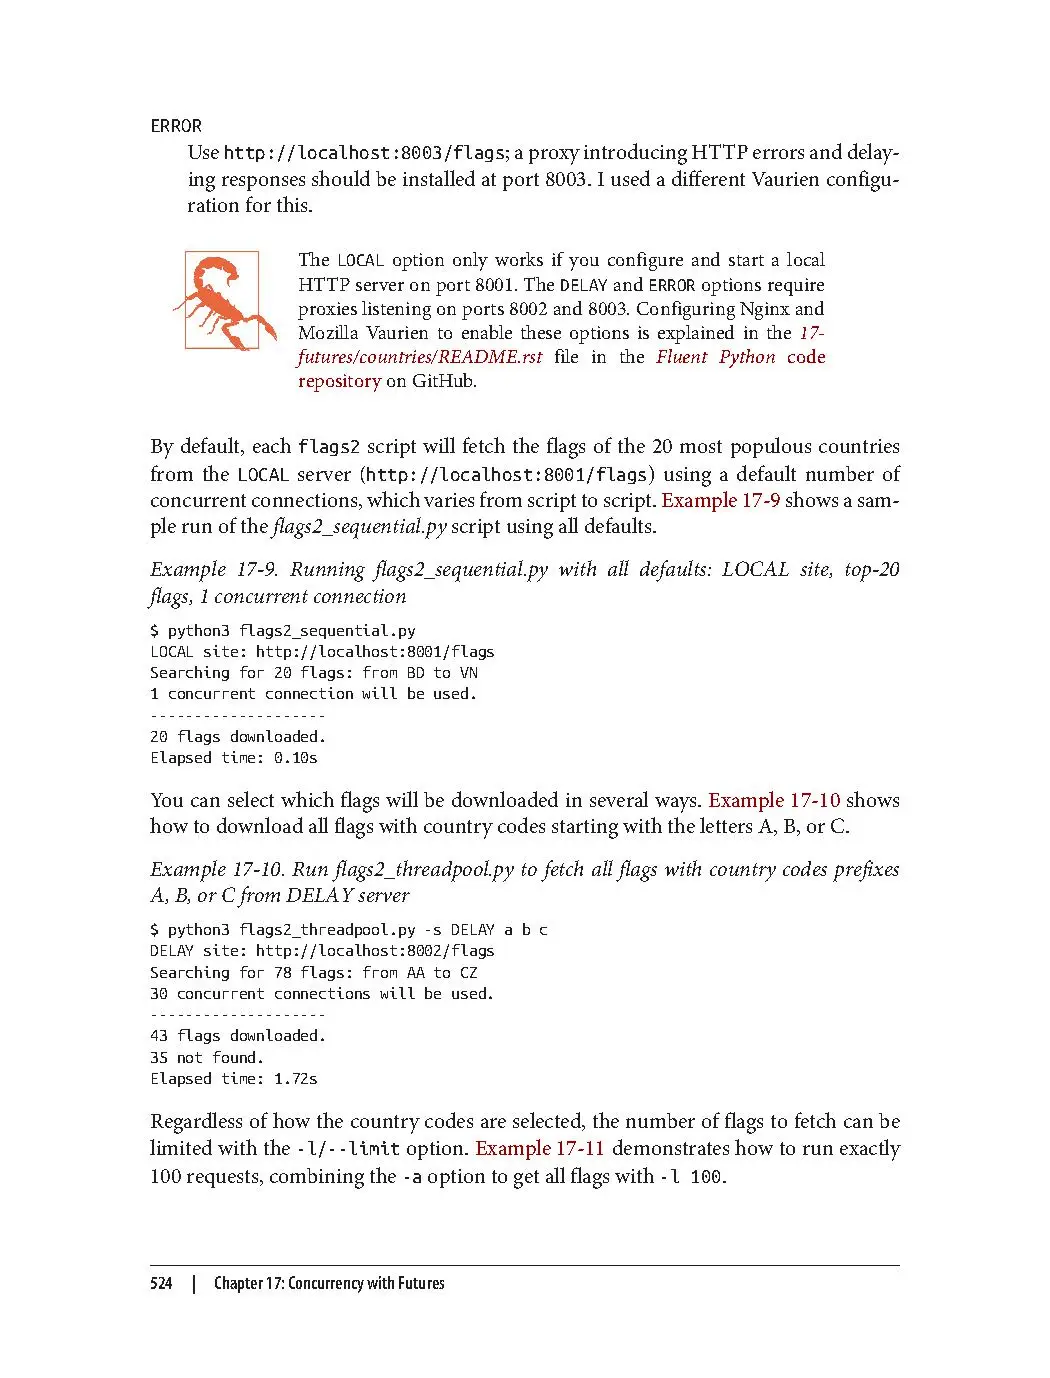 ERROR
Use http://localhost:8003/flags; a proxy introducing HTTP errors and delay-
ing responses should be installed at port 8003. I used a different Vaurien configu-
ration for this.
The LOCAL option only works if you configure and start a local
HTTP server on port 8001. The DELAY and ERROR options require
proxies listening on ports 8002 and 8003. Configuring Nginx and
Mozilla Vaurien to enable these options is explained in the 17-
futures/countries/README.rst file in the Fluent Python code
repository on GitHub.
By default, each flags2 script will fetch the flags of the 20 most populous countries
from the LOCAL server (http://localhost:8001/flags) using a default number of
concurrent connections, which varies from script to script. Example 17-9 shows a sam-
ple run of the flags2_sequential.py script using all defaults.
Example 17-9. Running flags2_sequential.py with all defaults: LOCAL site, top-20
flags, 1 concurrent connection
$ python3 flags2_sequential.py
LOCAL site: http://localhost:8001/flags
Searching for 20 flags: from BD to VN
1 concurrent connection will be used.
--------------------
20 flags downloaded.
Elapsed time: 0.10s
You can select which flags will be downloaded in several ways. Example 17-10 shows
how to download all flags with country codes starting with the letters A, B, or C.
Example 17-10. Run flags2_threadpool.py to fetch all flags with country codes prefixes
A, B, or C from DELAY server
$ python3 flags2_threadpool.py -s DELAY a b c
DELAY site: http://localhost:8002/flags
Searching for 78 flags: from AA to CZ
30 concurrent connections will be used.
--------------------
43 flags downloaded.
35 not found.
Elapsed time: 1.72s
Regardless of how the country codes are selected, the number of flags to fetch can be
limited with the -l/--limit option. Example 17-11 demonstrates how to run exactly
100 requests, combining the -a option to get all flags with -l 100.
524 | Chapter 17: Concurrency with Futures